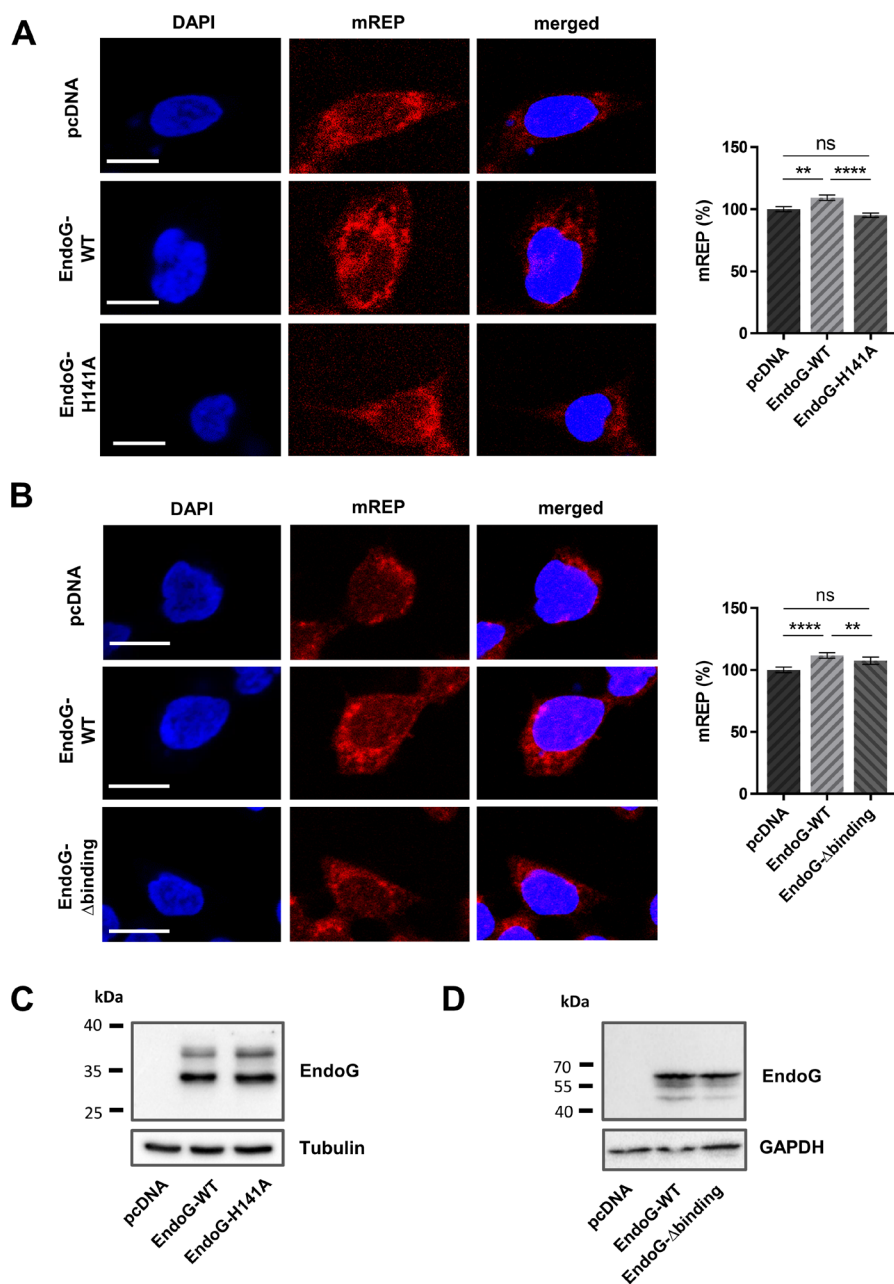 A
DAPI
mREP
merged
pcDNA
EndoG-
WT
EndoG-
H141A
mREP (%)
150
100
50
0
ns
**
****
pcDNA
EndoG-WT
EndoG-H141A
B
DAPI
mREP
merged
pcDNA
EndoG-
WT
EndoG-
Δbinding
mREP (%)
150
100
50
0
ns
****
**
pcDNA
EndoG-WT
EndoG-Δbinding
C
kDa
40
35
25
EndoG
Tubulin
pcDNA
EndoG-WT
EndoG-H141A
D
kDa
70
55
40
EndoG
GAPDH
pcDNA
EndoG-WT
EndoG-Δbinding